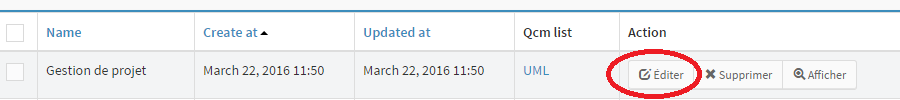 Name Create at Updated at Qcm list Action
Gestion de projet March 22, 2016 11:50 March 22, 2016 11:50 UML Éditer Supprimer Afficher